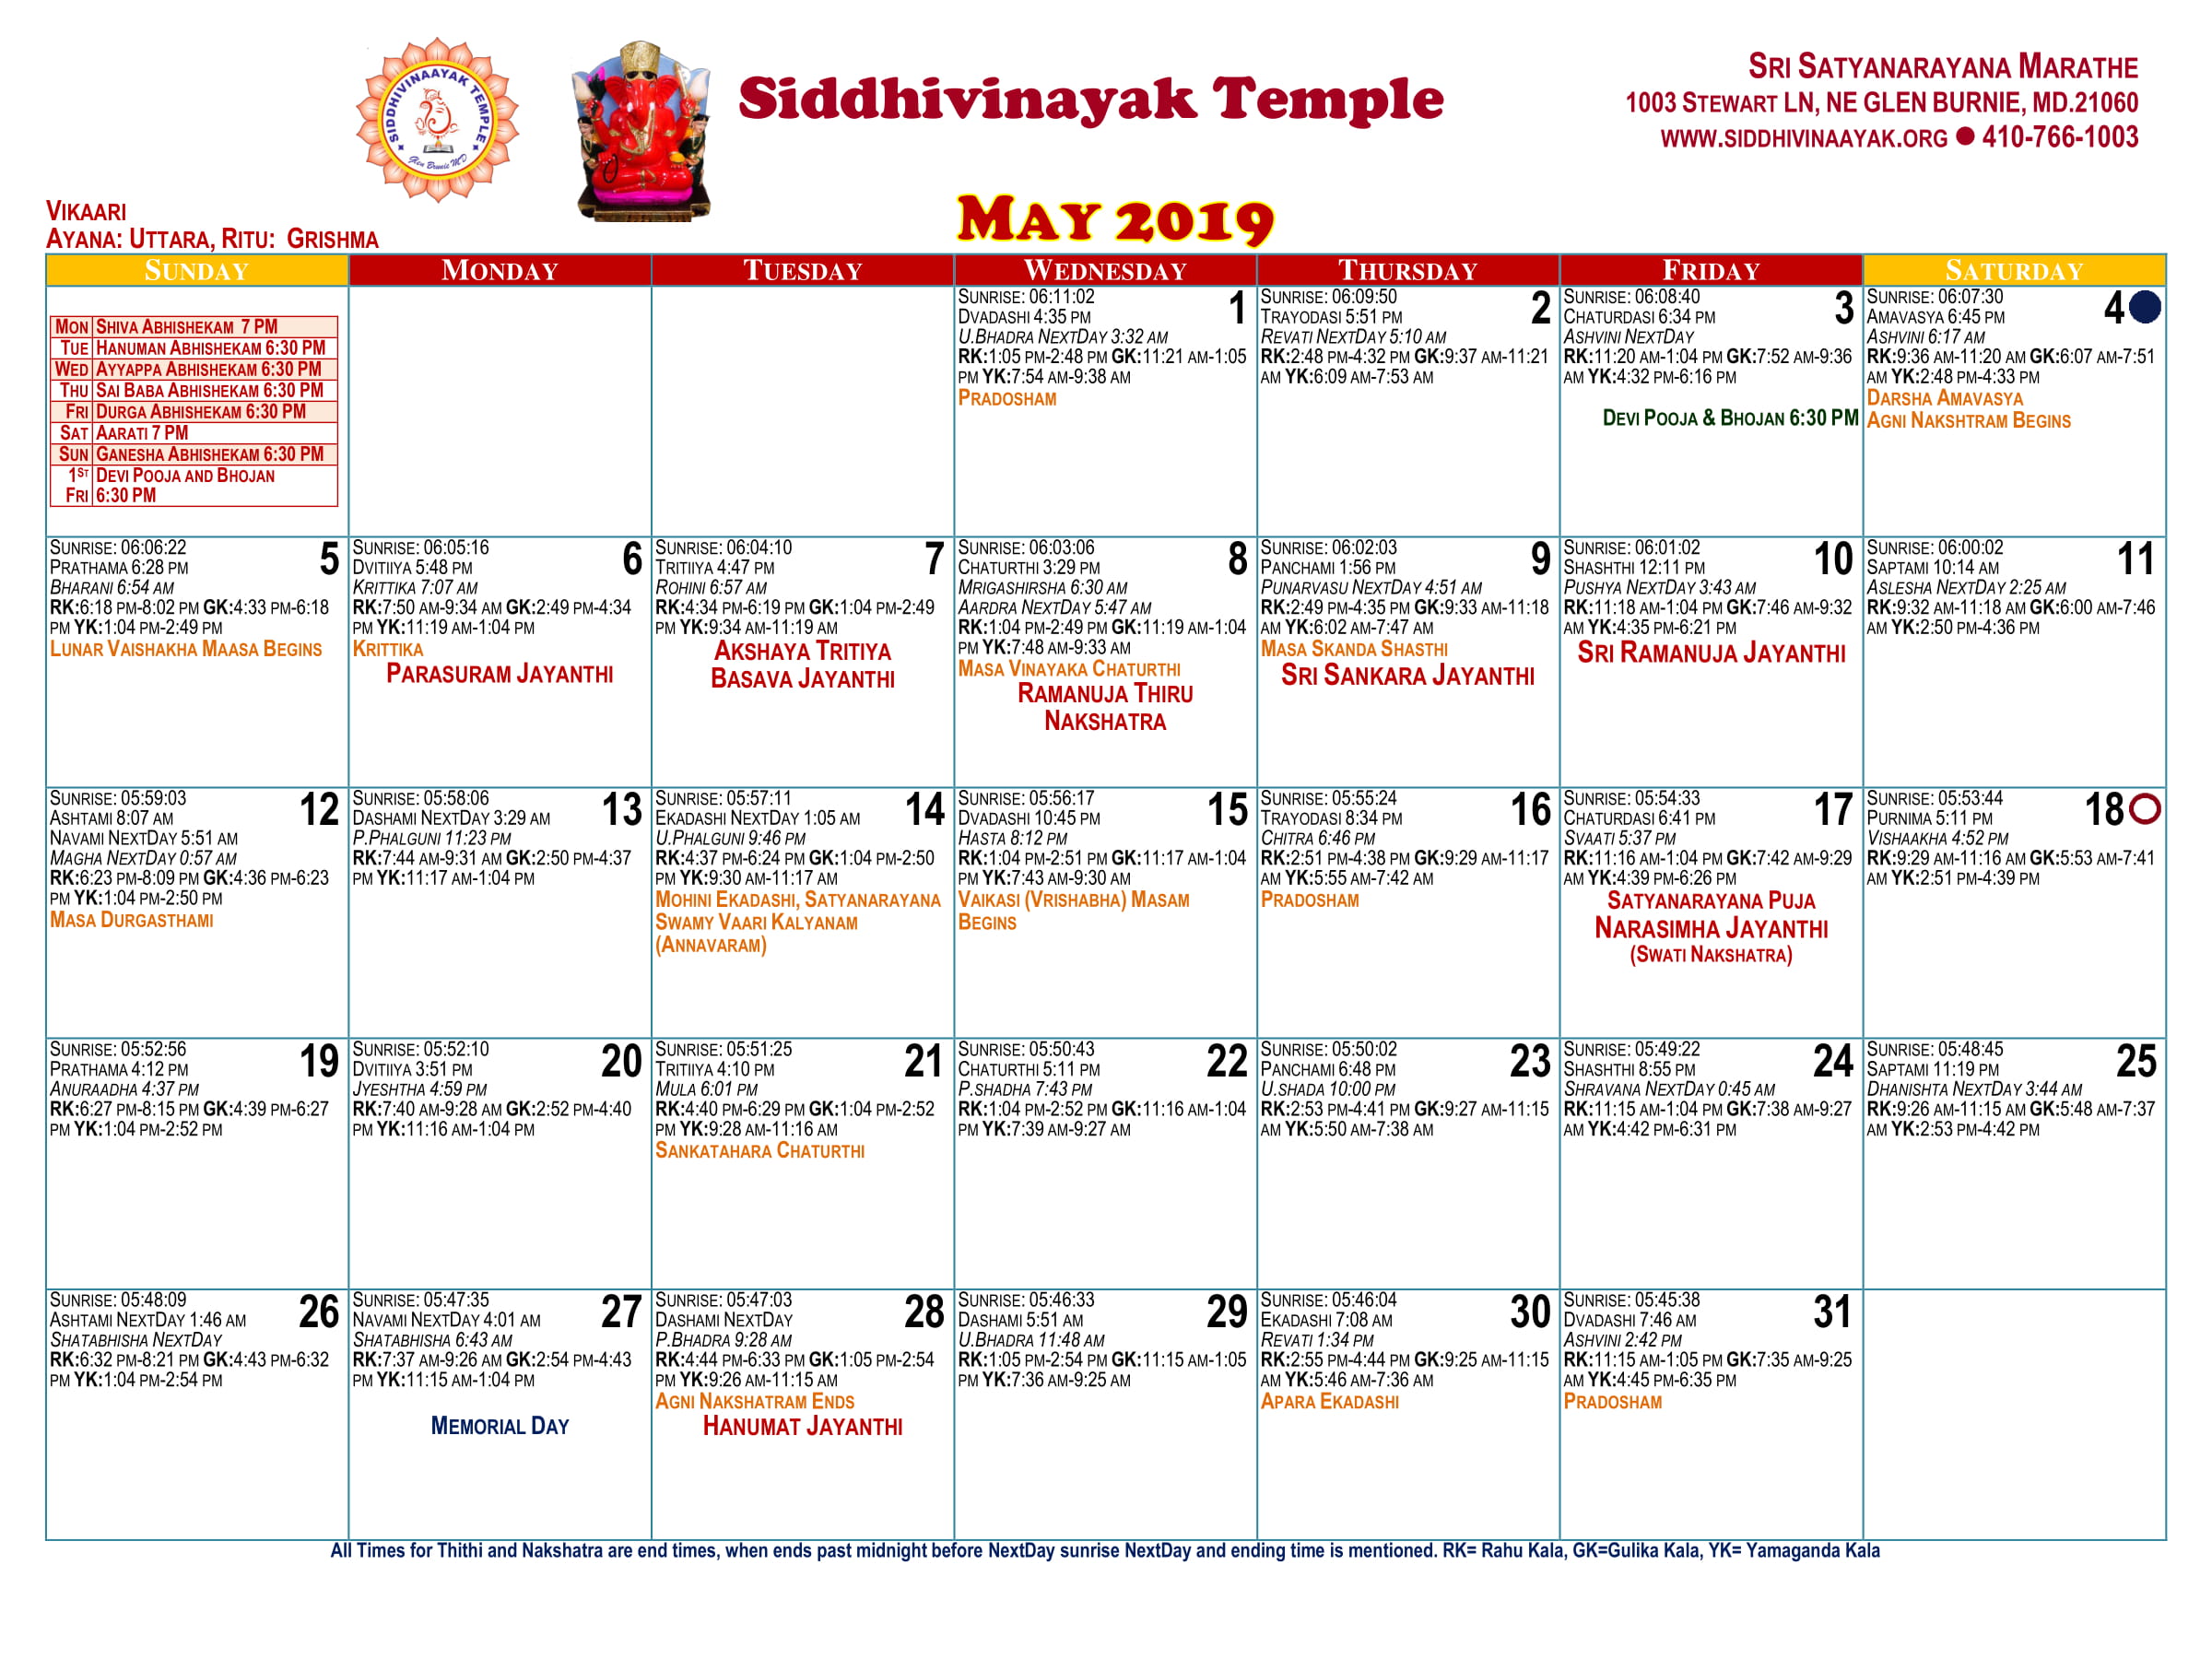 SIDDHIVINAAYAK TEMPLE
Glen Burnie MD
Siddhivinayak Temple
SRI SATYANARAYANA MARATHE
1003 STEWART LN, NE GLEN BURNIE, MD.21060
WWW.SIDDHIVINAAYAK.ORG ● 410-766-1003
VIKAARI
AYANA: UTTARA, RITU: GRISHMA
MAY 2019
SUNDAY MONDAY TUESDAY WEDNESDAY THURSDAY FRIDAY SATURDAY
MON SHIVA ABHISHEKAM 7 PM
TUE HANUMAN ABHISHEKAM 6:30 PM
WED AYYAPPA ABHISHEKAM 6:30 PM
THU SAI BABA ABHISHEKAM 6:30 PM
FRI DURGA ABHISHEKAM 6:30 PM
SAT AARATI 7 PM
SUN GANESHA ABHISHEKAM 6:30 PM
1ST DEVI POOJA AND BHOJAN
FRI 6:30 PM
SUNRISE: 06:11:02 1
DVADASHI 4:35 PM
U.BHADRA NEXTDAY 3:32 AM
RK:1:05 PM-2:48 PM GK:11:21 AM-1:05
PM YK:7:54 AM-9:38 AM
PRADOSHAM
SUNRISE: 06:09:50 2
TRAYODASI 5:51 PM
REVATI NEXTDAY 5:10 AM
RK:2:48 PM-4:32 PM GK:9:37 AM-11:21
AM YK:6:09 AM-7:53 AM
SUNRISE: 06:08:40 3
CHATURDASI 6:34 PM
ASHVINI NEXTDAY
RK:11:20 AM-1:04 PM GK:7:52 AM-9:36
AM YK:4:32 PM-6:16 PM
DEVI POOJA & BHOJAN 6:30 PM
SUNRISE: 06:07:30 4
AMAVASYA 6:45 PM
ASHVINI 6:17 AM
RK:9:36 AM-11:20 AM GK:6:07 AM-7:51
AM YK:2:48 PM-4:33 PM
DARSHA AMAVASYA
AGNI NAKSHTRAM BEGINS
SUNRISE: 06:06:22 5
PRATHAMA 6:28 PM
BHARANI 6:54 AM
RK:6:18 PM-8:02 PM GK:4:33 PM-6:18
PM YK:1:04 PM-2:49 PM
LUNAR VAISHAKHA MAASA BEGINS
SUNRISE: 06:05:16 6
DVITIIYA 5:48 PM
KRITTIKA 7:07 AM
RK:7:50 AM-9:34 AM GK:2:49 PM-4:34
PM YK:11:19 AM-1:04 PM
KRITTIKA
PARASURAM JAYANTHI
SUNRISE: 06:04:10 7
TRITIIYA 4:47 PM
ROHINI 6:57 AM
RK:4:34 PM-6:19 PM GK:1:04 PM-2:49
PM YK:9:34 AM-11:19 AM
AKSHAYA TRITIYA
BASAVA JAYANTHI
SUNRISE: 06:03:06 8
CHATURTHI 3:29 PM
MRIGASHIRSHA 6:30 AM
AARDRA NEXTDAY 5:47 AM
RK:1:04 PM-2:49 PM GK:11:19 AM-1:04
PM YK:7:48 AM-9:33 AM
MASA VINAYAKA CHATURTHI
RAMANUJA THIRU
NAKSHATRA
SUNRISE: 06:02:03 9
PANCHAMI 1:56 PM
PUNARVASU NEXTDAY 4:51 AM
RK:2:49 PM-4:35 PM GK:9:33 AM-11:18
AM YK:6:02 AM-7:47 AM
MASA SKANDA SHASTHI
SRI SANKARA JAYANTHI
SUNRISE: 06:01:02 10
SHASHTHI 12:11 PM
PUSHYA NEXTDAY 3:43 AM
RK:11:18 AM-1:04 PM GK:7:46 AM-9:32
AM YK:4:35 PM-6:21 PM
SRI RAMANUJA JAYANTHI
SUNRISE: 06:00:02 11
SAPTAMI 10:14 AM
ASLESHA NEXTDAY 2:25 AM
RK:9:32 AM-11:18 AM GK:6:00 AM-7:46
AM YK:2:50 PM-4:36 PM
SUNRISE: 05:59:03 12
ASHTAMI 8:07 AM
NAVAMI NEXTDAY 5:51 AM
MAGHA NEXTDAY 0:57 AM
RK:6:23 PM-8:09 PM GK:4:36 PM-6:23
PM YK:1:04 PM-2:50 PM
MASA DURGASTHAMI
SUNRISE: 05:58:06 13
DASHAMI NEXTDAY 3:29 AM
P.PHALGUNI 11:23 PM
RK:7:44 AM-9:31 AM GK:2:50 PM-4:37
PM YK:11:17 AM-1:04 PM
SUNRISE: 05:57:11 14
EKADASHI NEXTDAY 1:05 AM
U.PHALGUNI 9:46 PM
RK:4:37 PM-6:24 PM GK:1:04 PM-2:50
PM YK:9:30 AM-11:17 AM
MOHINI EKADASHI, SATYANARAYANA
SWAMY VAARI KALYANAM
(ANNAVARAM)
SUNRISE: 05:56:17 15
DVADASHI 10:45 PM
HASTA 8:12 PM
RK:1:04 PM-2:51 PM GK:11:17 AM-1:04
PM YK:7:43 AM-9:30 AM
VAIKASI (VRISHABHA) MASAM
BEGINS
SUNRISE: 05:55:24 16
TRAYODASI 8:34 PM
CHITRA 6:46 PM
RK:2:51 PM-4:38 PM GK:9:29 AM-11:17
AM YK:5:55 AM-7:42 AM
PRADOSHAM
SUNRISE: 05:54:33 17
CHATURDASI 6:41 PM
SVAATI 5:37 PM
RK:11:16 AM-1:04 PM GK:7:42 AM-9:29
AM YK:4:39 PM-6:26 PM
SATYANARAYANA PUJA
NARASIMHA JAYANTHI
(SWATI NAKSHATRA)
SUNRISE: 05:53:44 18
PURNIMA 5:11 PM
VISHAAKHA 4:52 PM
RK:9:29 AM-11:16 AM GK:5:53 AM-7:41
AM YK:2:51 PM-4:39 PM
SUNRISE: 05:52:56 19
PRATHAMA 4:12 PM
ANURAADHA 4:37 PM
RK:6:27 PM-8:15 PM GK:4:39 PM-6:27
PM YK:1:04 PM-2:52 PM
SUNRISE: 05:52:10 20
DVITIIYA 3:51 PM
JYESHTHA 4:59 PM
RK:7:40 AM-9:28 AM GK:2:52 PM-4:40
PM YK:11:16 AM-1:04 PM
SUNRISE: 05:51:25 21
TRITIIYA 4:10 PM
MULA 6:01 PM
RK:4:40 PM-6:29 PM GK:1:04 PM-2:52
PM YK:9:28 AM-11:16 AM
SANKATAHARA CHATURTHI
SUNRISE: 05:50:43 22
CHATURTHI 5:11 PM
P.SHADHA 7:43 PM
RK:1:04 PM-2:52 PM GK:11:16 AM-1:04
PM YK:7:39 AM-9:27 AM
SUNRISE: 05:50:02 23
PANCHAMI 6:48 PM
U.SHADA 10:00 PM
RK:2:53 PM-4:41 PM GK:9:27 AM-11:15
AM YK:5:50 AM-7:38 AM
SUNRISE: 05:49:22 24
SHASHTHI 8:55 PM
SHRAVANA NEXTDAY 0:45 AM
RK:11:15 AM-1:04 PM GK:7:38 AM-9:27
AM YK:4:42 PM-6:31 PM
SUNRISE: 05:48:45 25
SAPTAMI 11:19 PM
DHANISHTA NEXTDAY 3:44 AM
RK:9:26 AM-11:15 AM GK:5:48 AM-7:37
AM YK:2:53 PM-4:42 PM
SUNRISE: 05:48:09 26
ASHTAMI NEXTDAY 1:46 AM
SHATABHISHA NEXTDAY
RK:6:32 PM-8:21 PM GK:4:43 PM-6:32
PM YK:1:04 PM-2:54 PM
SUNRISE: 05:47:35 27
NAVAMI NEXTDAY 4:01 AM
SHATABHISHA 6:43 AM
RK:7:37 AM-9:26 AM GK:2:54 PM-4:43
PM YK:11:15 AM-1:04 PM
MEMORIAL DAY
SUNRISE: 05:47:03 28
DASHAMI NEXTDAY
P.BHADRA 9:28 AM
RK:4:44 PM-6:33 PM GK:1:05 PM-2:54
PM YK:9:26 AM-11:15 AM
AGNI NAKSHATRAM ENDS
HANUMAT JAYANTHI
SUNRISE: 05:46:33 29
DASHAMI 5:51 AM
U.BHADRA 11:48 AM
RK:1:05 PM-2:54 PM GK:11:15 AM-1:05
PM YK:7:36 AM-9:25 AM
SUNRISE: 05:46:04 30
EKADASHI 7:08 AM
REVATI 1:34 PM
RK:2:55 PM-4:44 PM GK:9:25 AM-11:15
AM YK:5:46 AM-7:36 AM
APARA EKADASHI
SUNRISE: 05:45:38 31
DVADASHI 7:46 AM
ASHVINI 2:42 PM
RK:11:15 AM-1:05 PM GK:7:35 AM-9:25
AM YK:4:45 PM-6:35 PM
PRADOSHAM
All Times for Thithi and Nakshatra are end times, when ends past midnight before NextDay sunrise NextDay and ending time is mentioned. RK= Rahu Kala, GK=Gulika Kala, YK= Yamaganda Kala